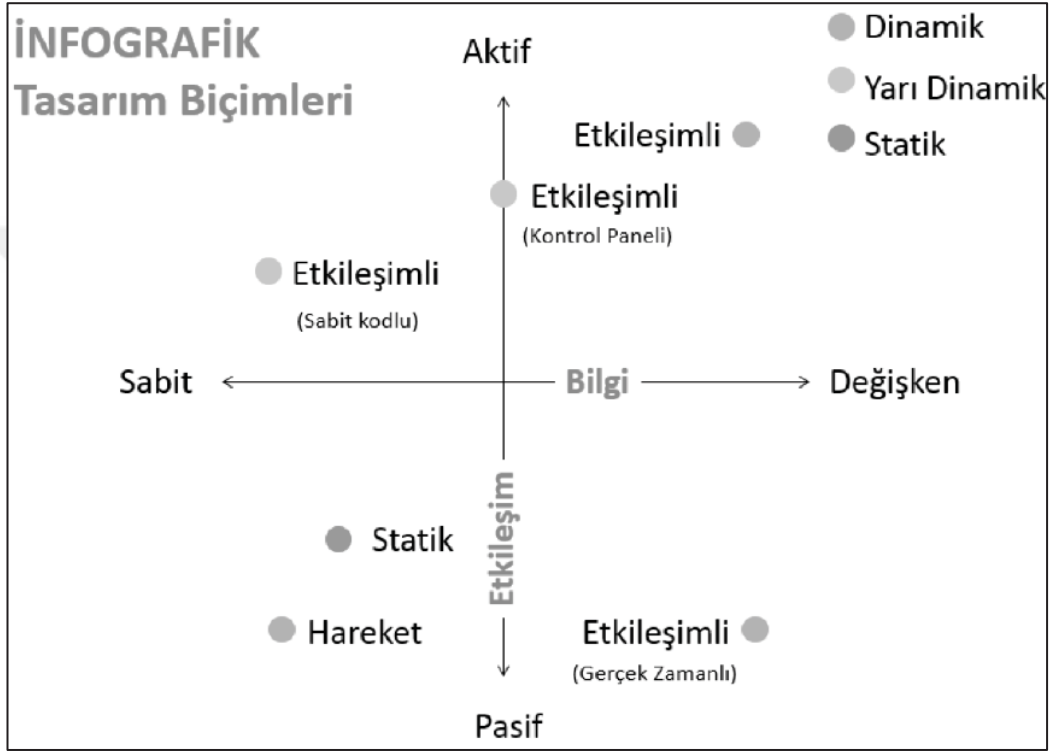 İNFOGRAFİK
Tasarım Biçimleri
Aktif
Dinamik
Yarı Dinamik
Statik
Etkileşimli
Etkileşimli
(Kontrol Paneli)
Etkileşimli
(Sabit kodlu)
Sabit
Bilgi
Değişken
Etkileşim
Statik
Hareket
Etkileşimli
(Gerçek Zamanlı)
Pasif